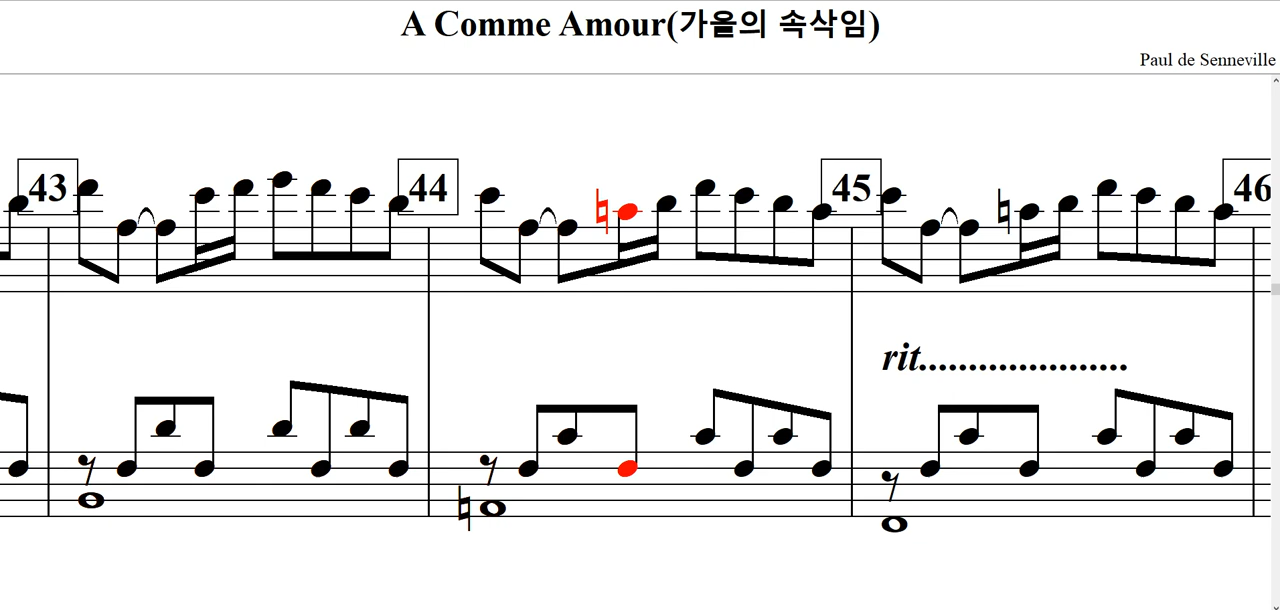 A Comme Amour(가을의 속삭임)
Paul de Senneville
43 44 45 46
rit.....................